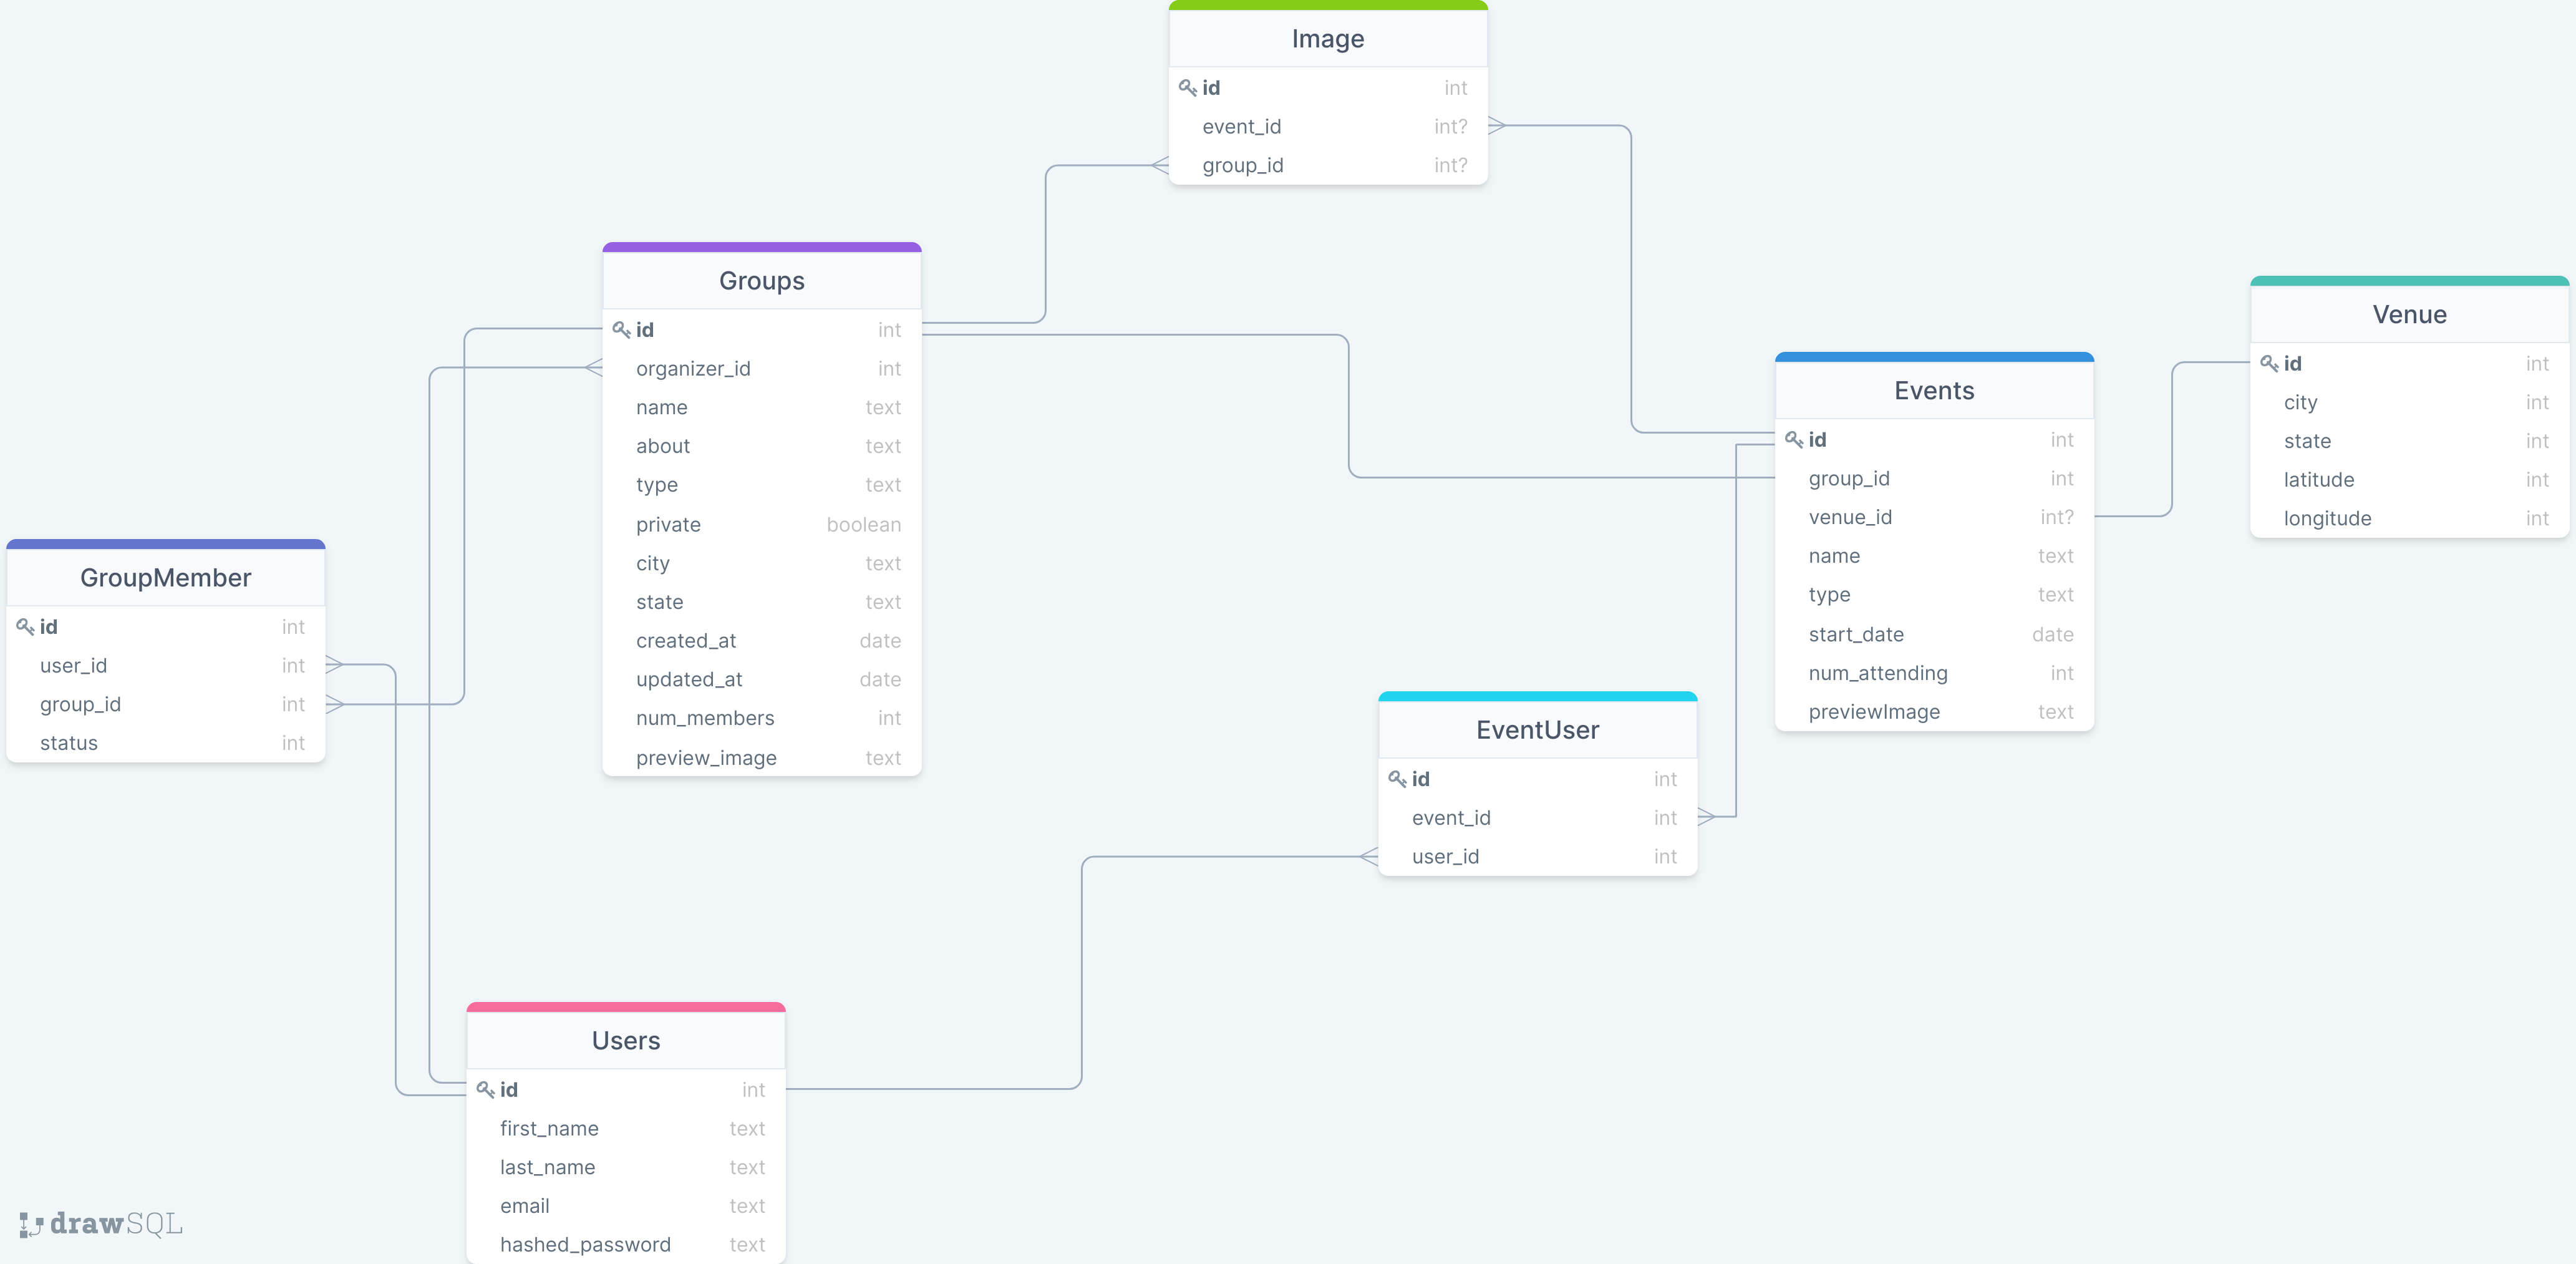 Image
id int
event_id int?
group_id int?
Groups
id int
organizer_id int
name text
about text
type text
private boolean
city text
state text
created_at date
updated_at date
num_members int
preview_image text
Venue
id int
city int
state int
latitude int
longitude int
Events
id int
group_id int
venue_id int?
name text
type text
start_date date
num_attending int
previewImage text
GroupMember
id int
user_id int
group_id int
status int
EventUser
id int
event_id int
user_id int
Users
id int
first_name text
last_name text
email text
hashed_password text
drawSQL